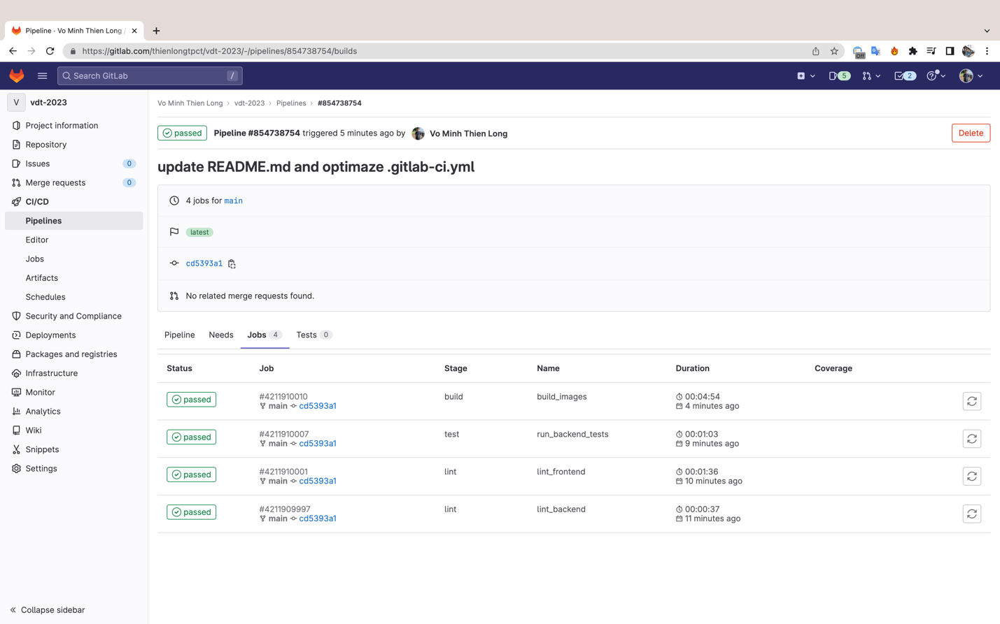 Pipeline · Vo Minh Thien Long /
https://gitlab.com/thienlongtpct/vdt-2023/-/pipelines/854738754/builds
Off
Search GitLab
/
5
2
V
vdt-2023
Project information
Repository
Issues
0
Merge requests
0
CI/CD
Pipelines
Editor
Jobs
Artifacts
Schedules
Security and Compliance
Deployments
Packages and registries
Infrastructure
Monitor
Analytics
Wiki
Snippets
Settings
Collapse sidebar
Vo Minh Thien Long › vdt-2023 › Pipelines › #854738754
passed Pipeline #854738754 triggered 5 minutes ago by Vo Minh Thien Long
Delete
update README.md and optimaze .gitlab-ci.yml
4 jobs for main
latest
cd5393a1
No related merge requests found.
Pipeline Needs Jobs 4 Tests 0
Status Job Stage Name Duration Coverage
passed #4211910010 build build_images 00:04:54
main cd5393a1 4 minutes ago
passed #4211910007 test run_backend_tests 00:01:03
main cd5393a1 9 minutes ago
passed #4211910001 lint lint_frontend 00:01:36
main cd5393a1 10 minutes ago
passed #4211909997 lint lint_backend 00:00:37
main cd5393a1 11 minutes ago